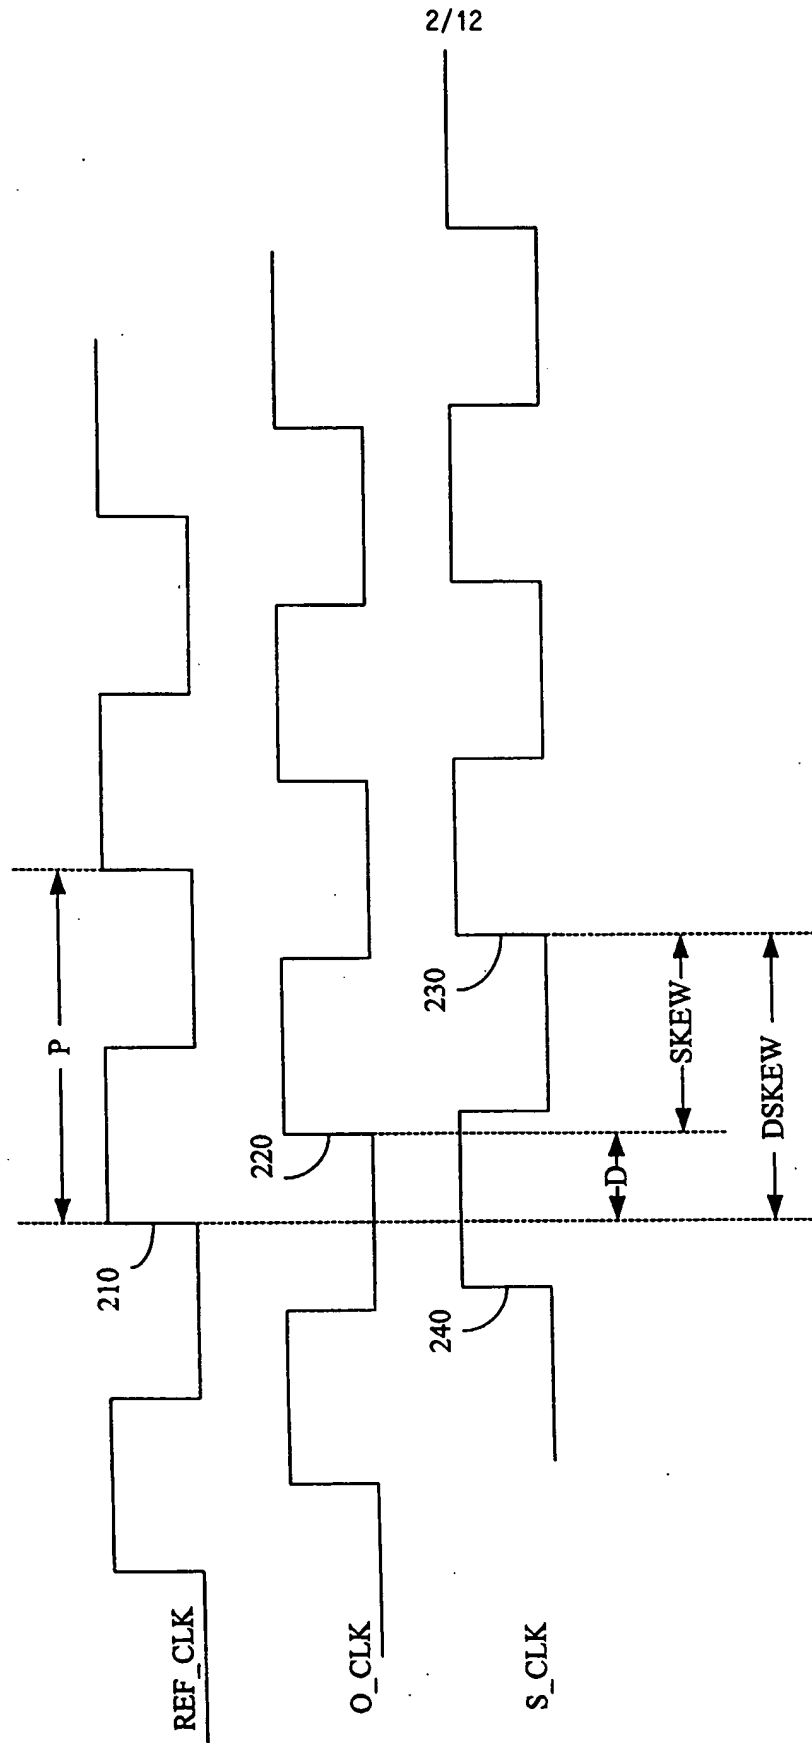 2/12
P
REF_CLK
210
O_CLK
220
S_CLK
240
230
D
SKEW
DSKEW